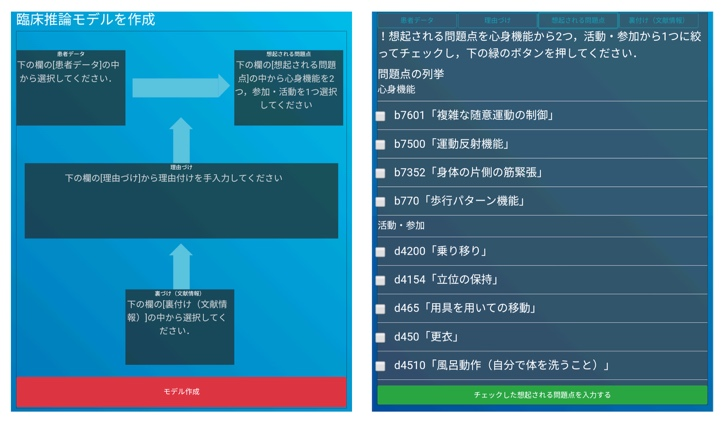 臨床推論モデルを作成
患者データ
下の欄の[患者データ]の中
から選択してください．
想起される問題点
下の欄の[想起される問題
点]の中から心身機能を2
つ，参加・活動を1つ選択
してください
理由づけ
下の欄の[理由づけ]から理由付けを手入力してください
裏づけ（文献情報）
下の欄の[裏付け（文献情
報）]の中から選択してく
ださい．
モデル作成
患者データ
理由づけ
想起される問題点
裏づけ（文献情報）
！想起される問題点を心身機能から2つ，活動・参加から1つに絞
ってチェックし，下の緑のボタンを押してください．
問題点の列挙
心身機能
b7601「複雑な随意運動の制御」
b7500「運動反射機能」
b7352「身体の片側の筋緊張」
b770「歩行パターン機能」
活動・参加
d4200「乗り移り」
d4154「立位の保持」
d465「用具を用いての移動」
d450「更衣」
d4510「風呂動作（自分で体を洗うこと）」
チェックした想起される問題点を入力する